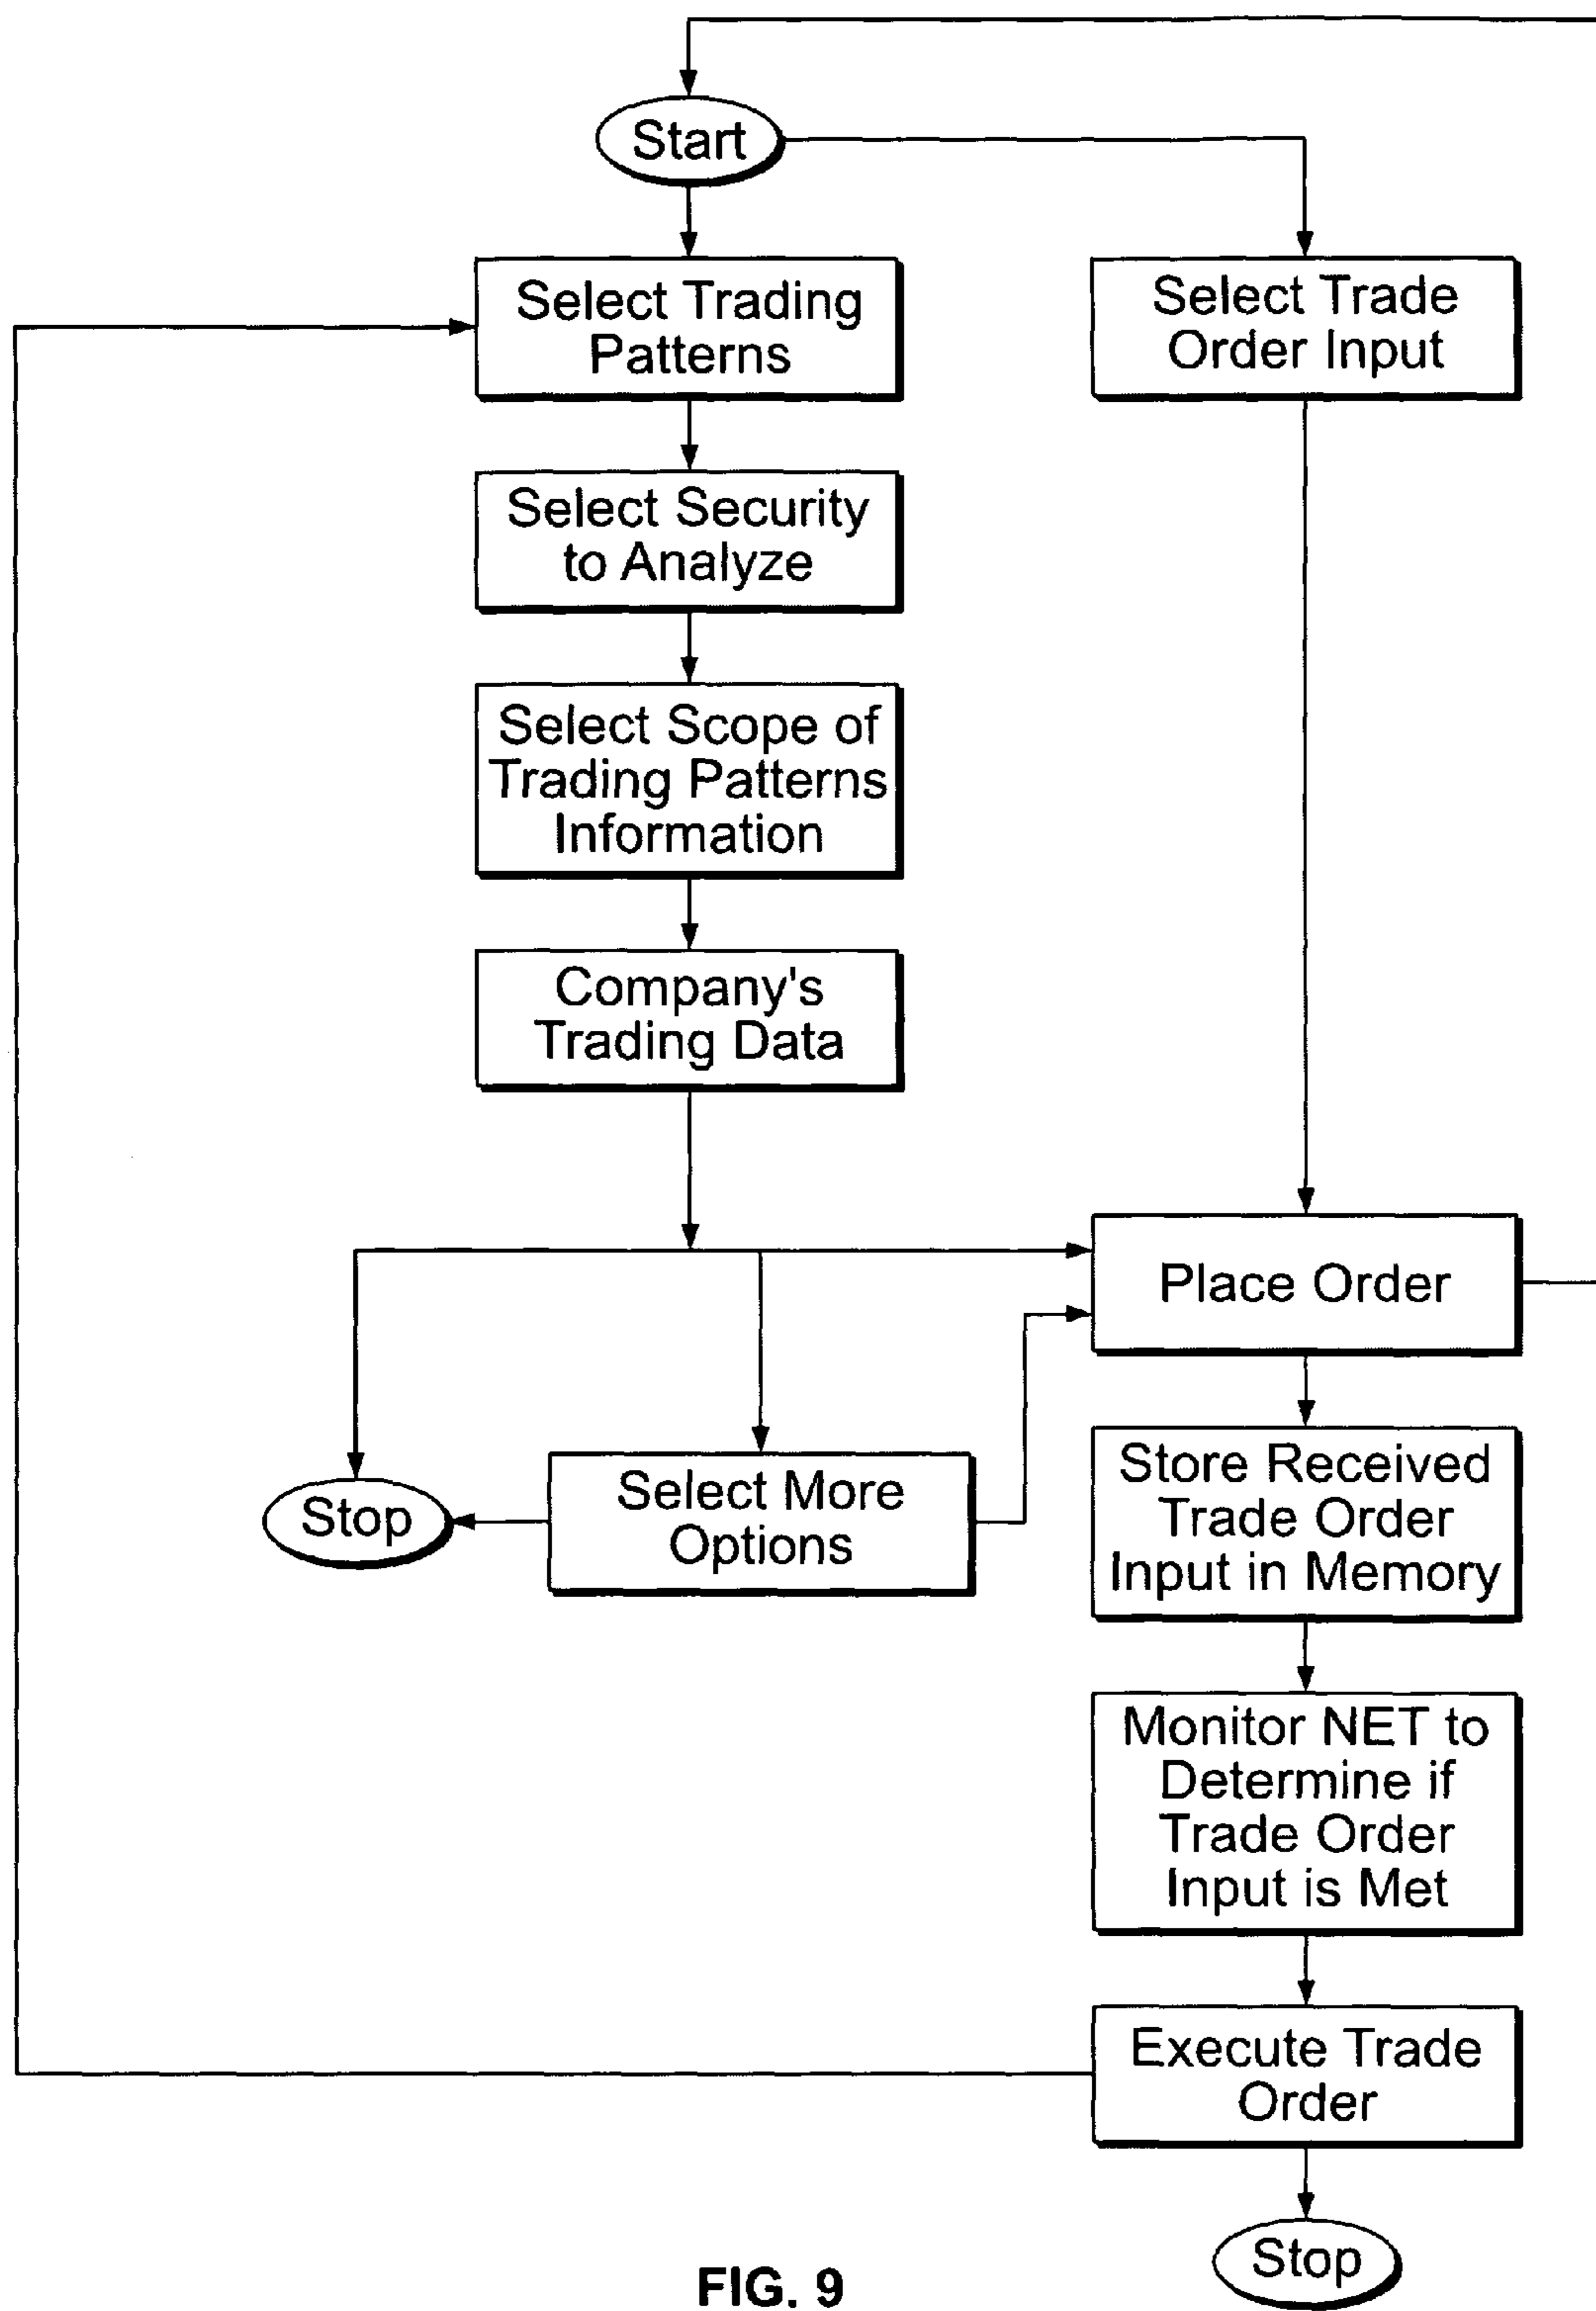 Start
Select Trading
Patterns
Select Trade
Order Input
Select Security
to Analyze
Select Scope of
Trading Patterns
Information
Company's
Trading Data
Place Order
Stop
Select More
Options
Store Received
Trade Order
Input in Memory
Monitor NET to
Determine if
Trade Order
Input is Met
Execute Trade
Order
Stop
FIG. 9